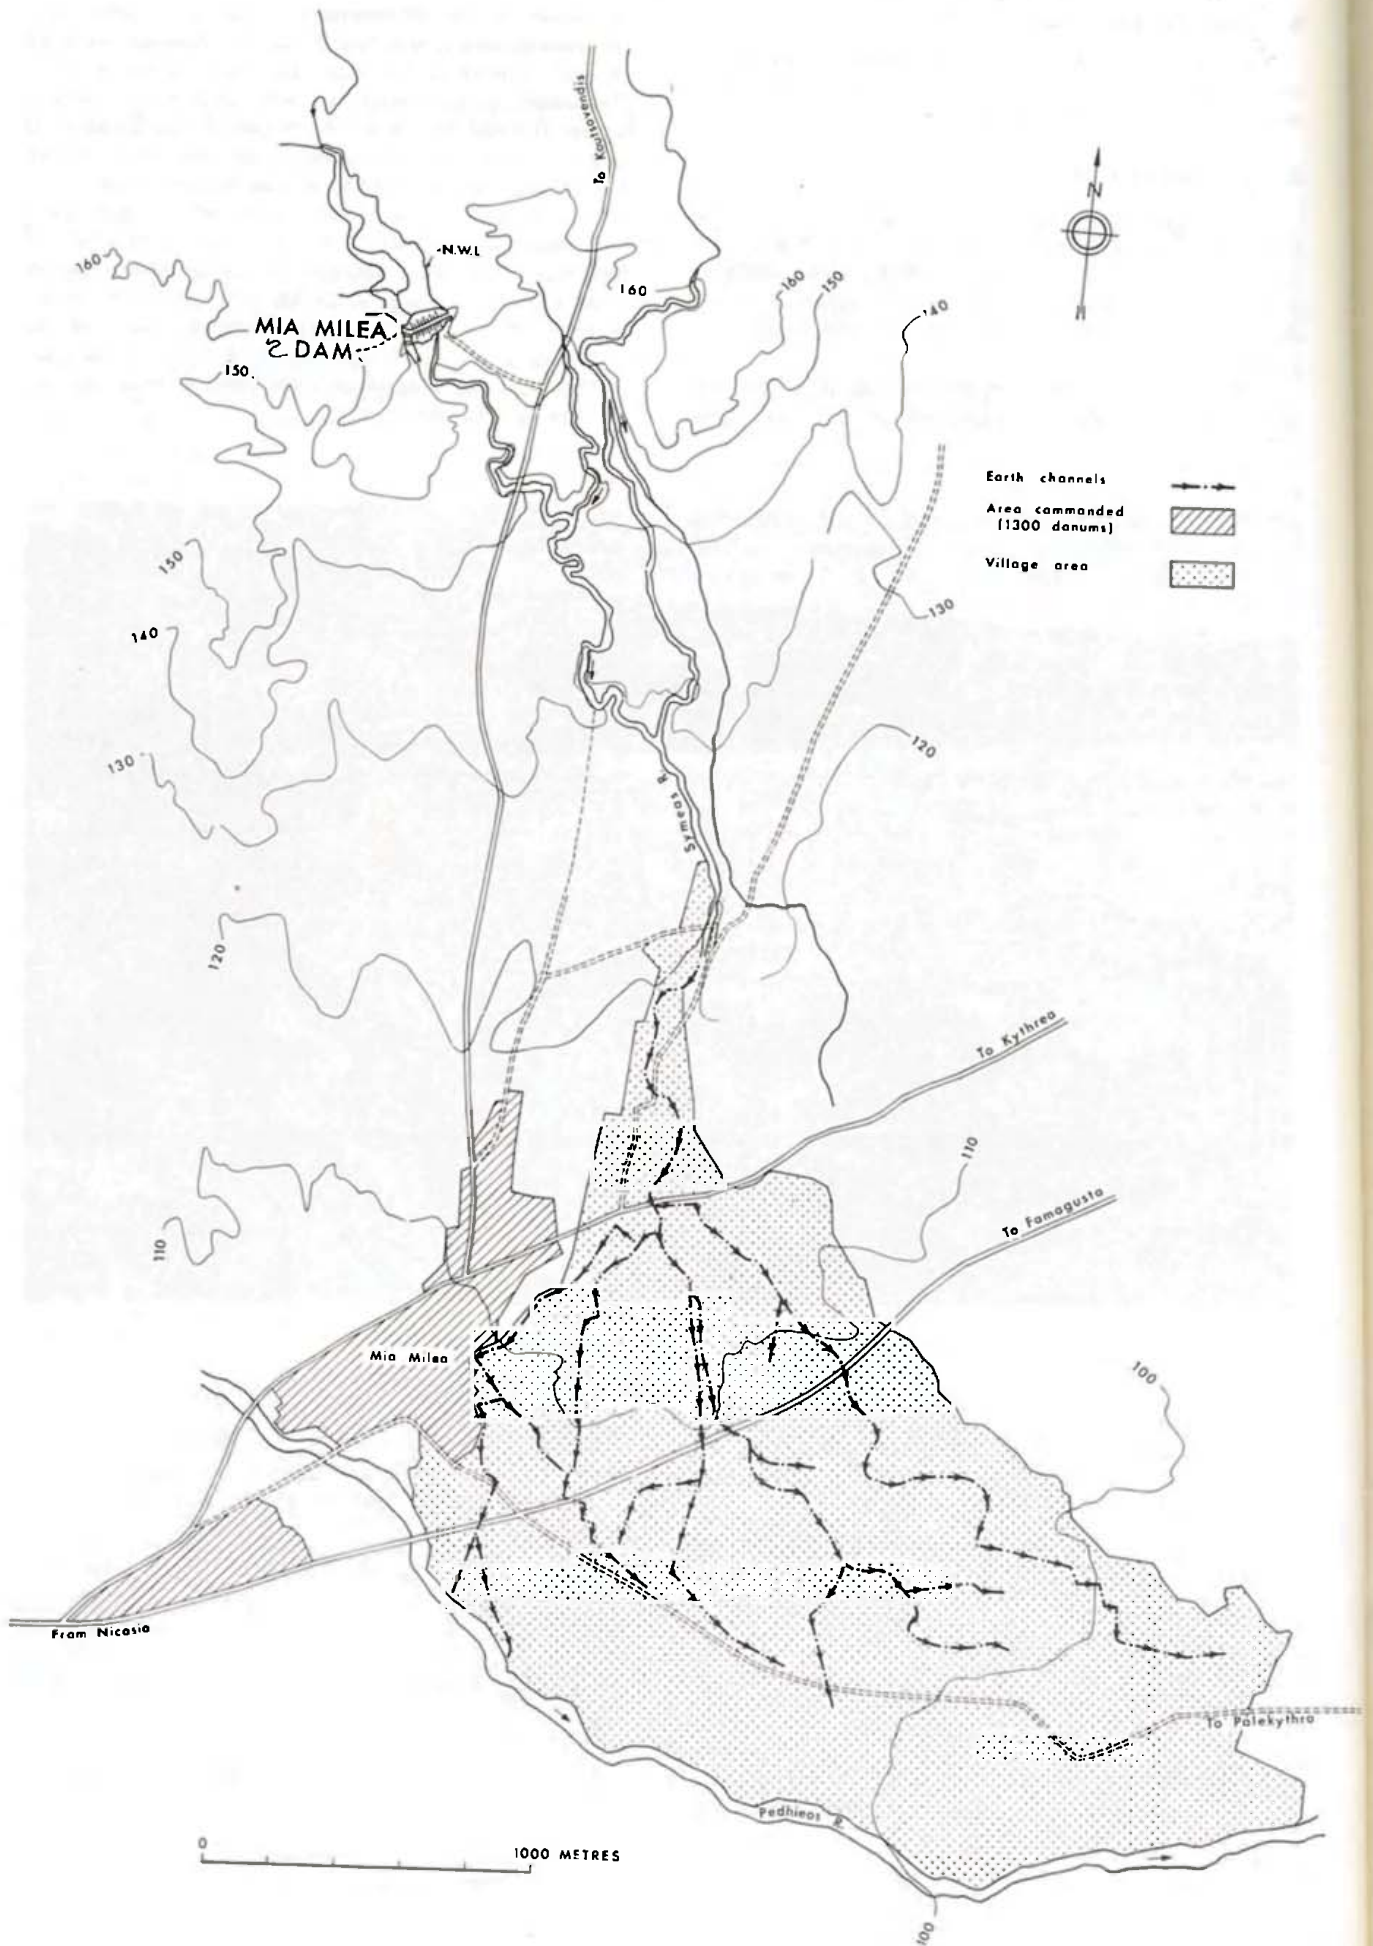 To Koutsovendis
N
N.W.L
160
160
160
150
140
MIA MILEA
DAM
150
Earth channels
Area commanded
(1300 danums)
Village area
150
130
140
120
130
Symeas R.
120
To Kythrea
110
To Famagusta
110
Mia Milea
100
From Nicosia
To Palekythro
Pedhieos R.
0
1000 METRES
100